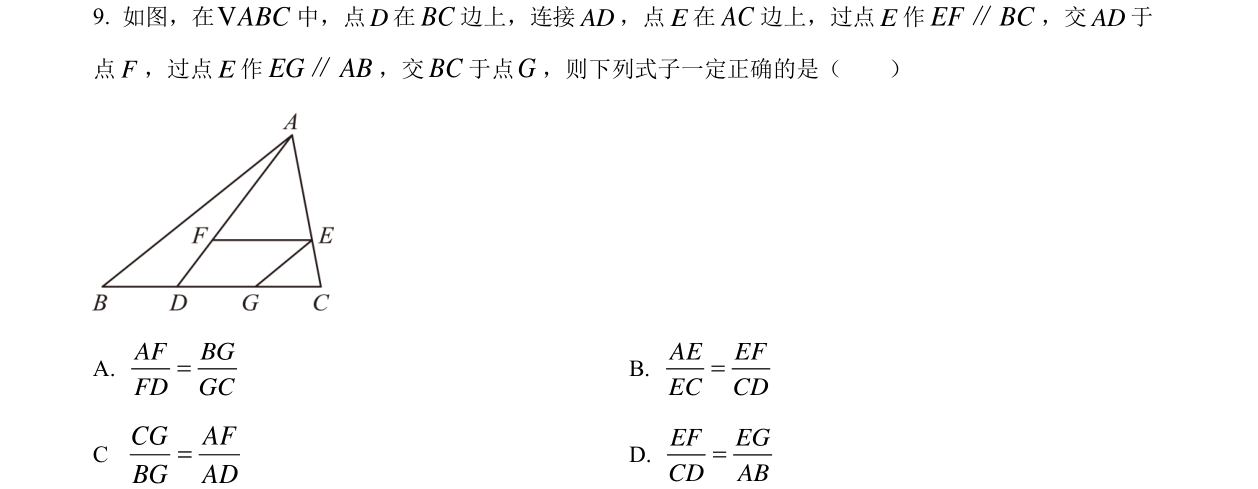 9. 如图，在VABC中，点D在BC边上，连接AD，点E在AC边上，过点E作EF∥BC，交AD于
点F，过点E作EG∥AB，交BC于点G，则下列式子一定正确的是（　　）
A
F
E
B
D
G
C
A. AF/FD = BG/GC
B. AE/EC = EF/CD
C CG/BG = AF/AD
D. EF/CD = EG/AB